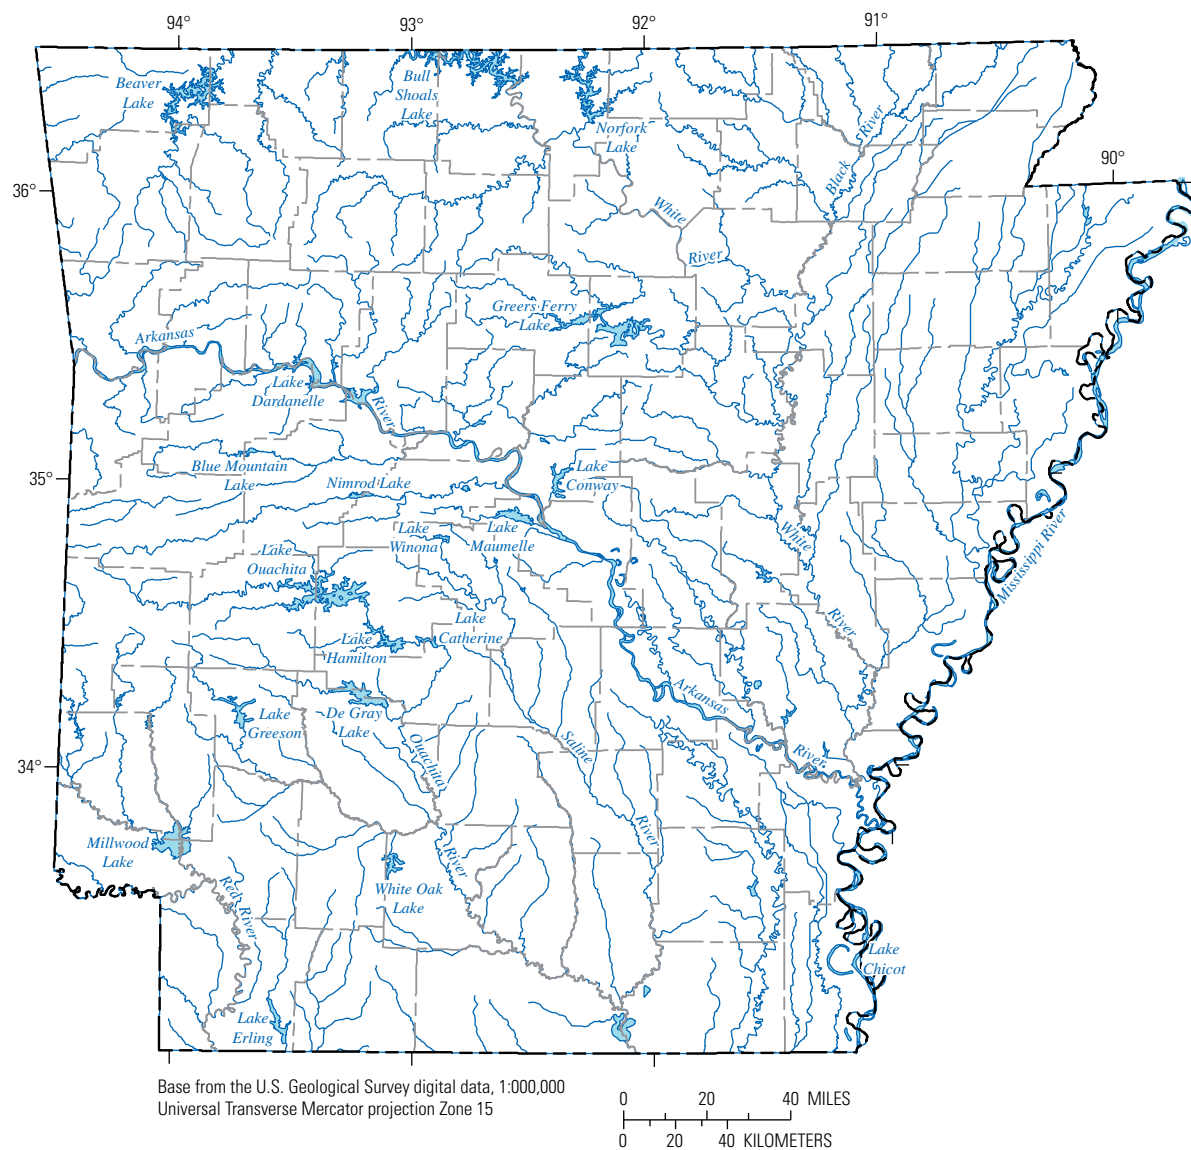 94°
93°
92°
91°
Beaver
Lake
Bull
Shoals
Lake
Norfork
Lake
Black
River
90°
36°
White
River
Greers Ferry
Lake
Arkansas
Lake
Dardanelle
River
Blue Mountain
Lake
Nimrod Lake
Lake
Conway
35°
Lake
Winona
Lake
Maumelle
White
River
Mississippi River
Lake
Ouachita
Lake
Catherine
Lake
Hamilton
Arkansas
River
Lake
Greeson
De Gray
Lake
Ouachita
River
Saline
River
34°
Millwood
Lake
White Oak
Lake
Red River
Lake
Chicot
Lake
Erling
Base from the U.S. Geological Survey digital data, 1:000,000
Universal Transverse Mercator projection Zone 15
0 20 40 MILES
0 20 40 KILOMETERS